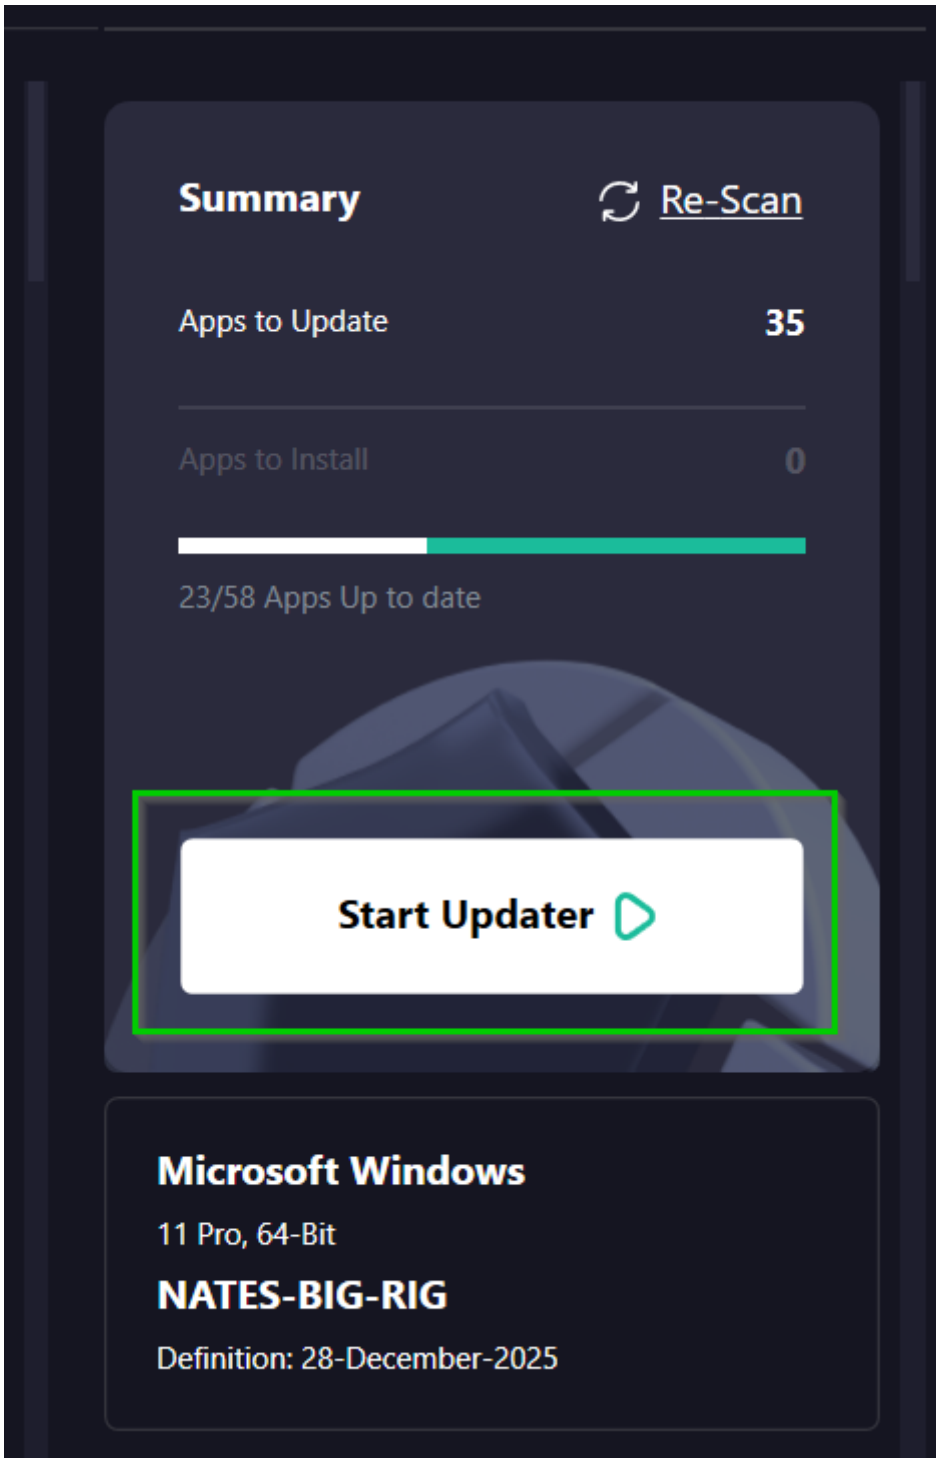 Summary
Re-Scan
Apps to Update 35
Apps to Install 0
23/58 Apps Up to date
Start Updater
Microsoft Windows
11 Pro, 64-Bit
NATES-BIG-RIG
Definition: 28-December-2025